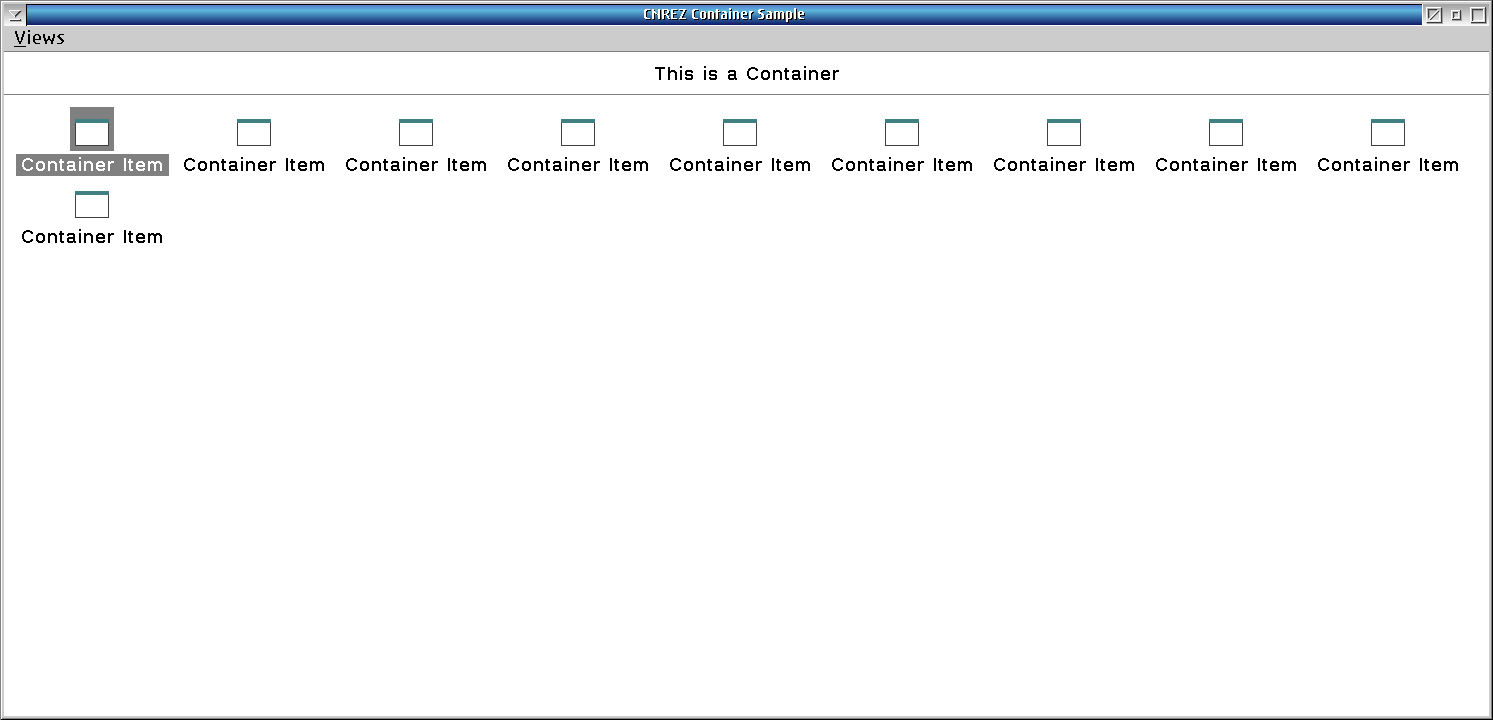 CNREZ Container Sample
Views
This is a Container
Container Item Container Item Container Item Container Item Container Item Container Item Container Item Container Item Container Item
Container Item